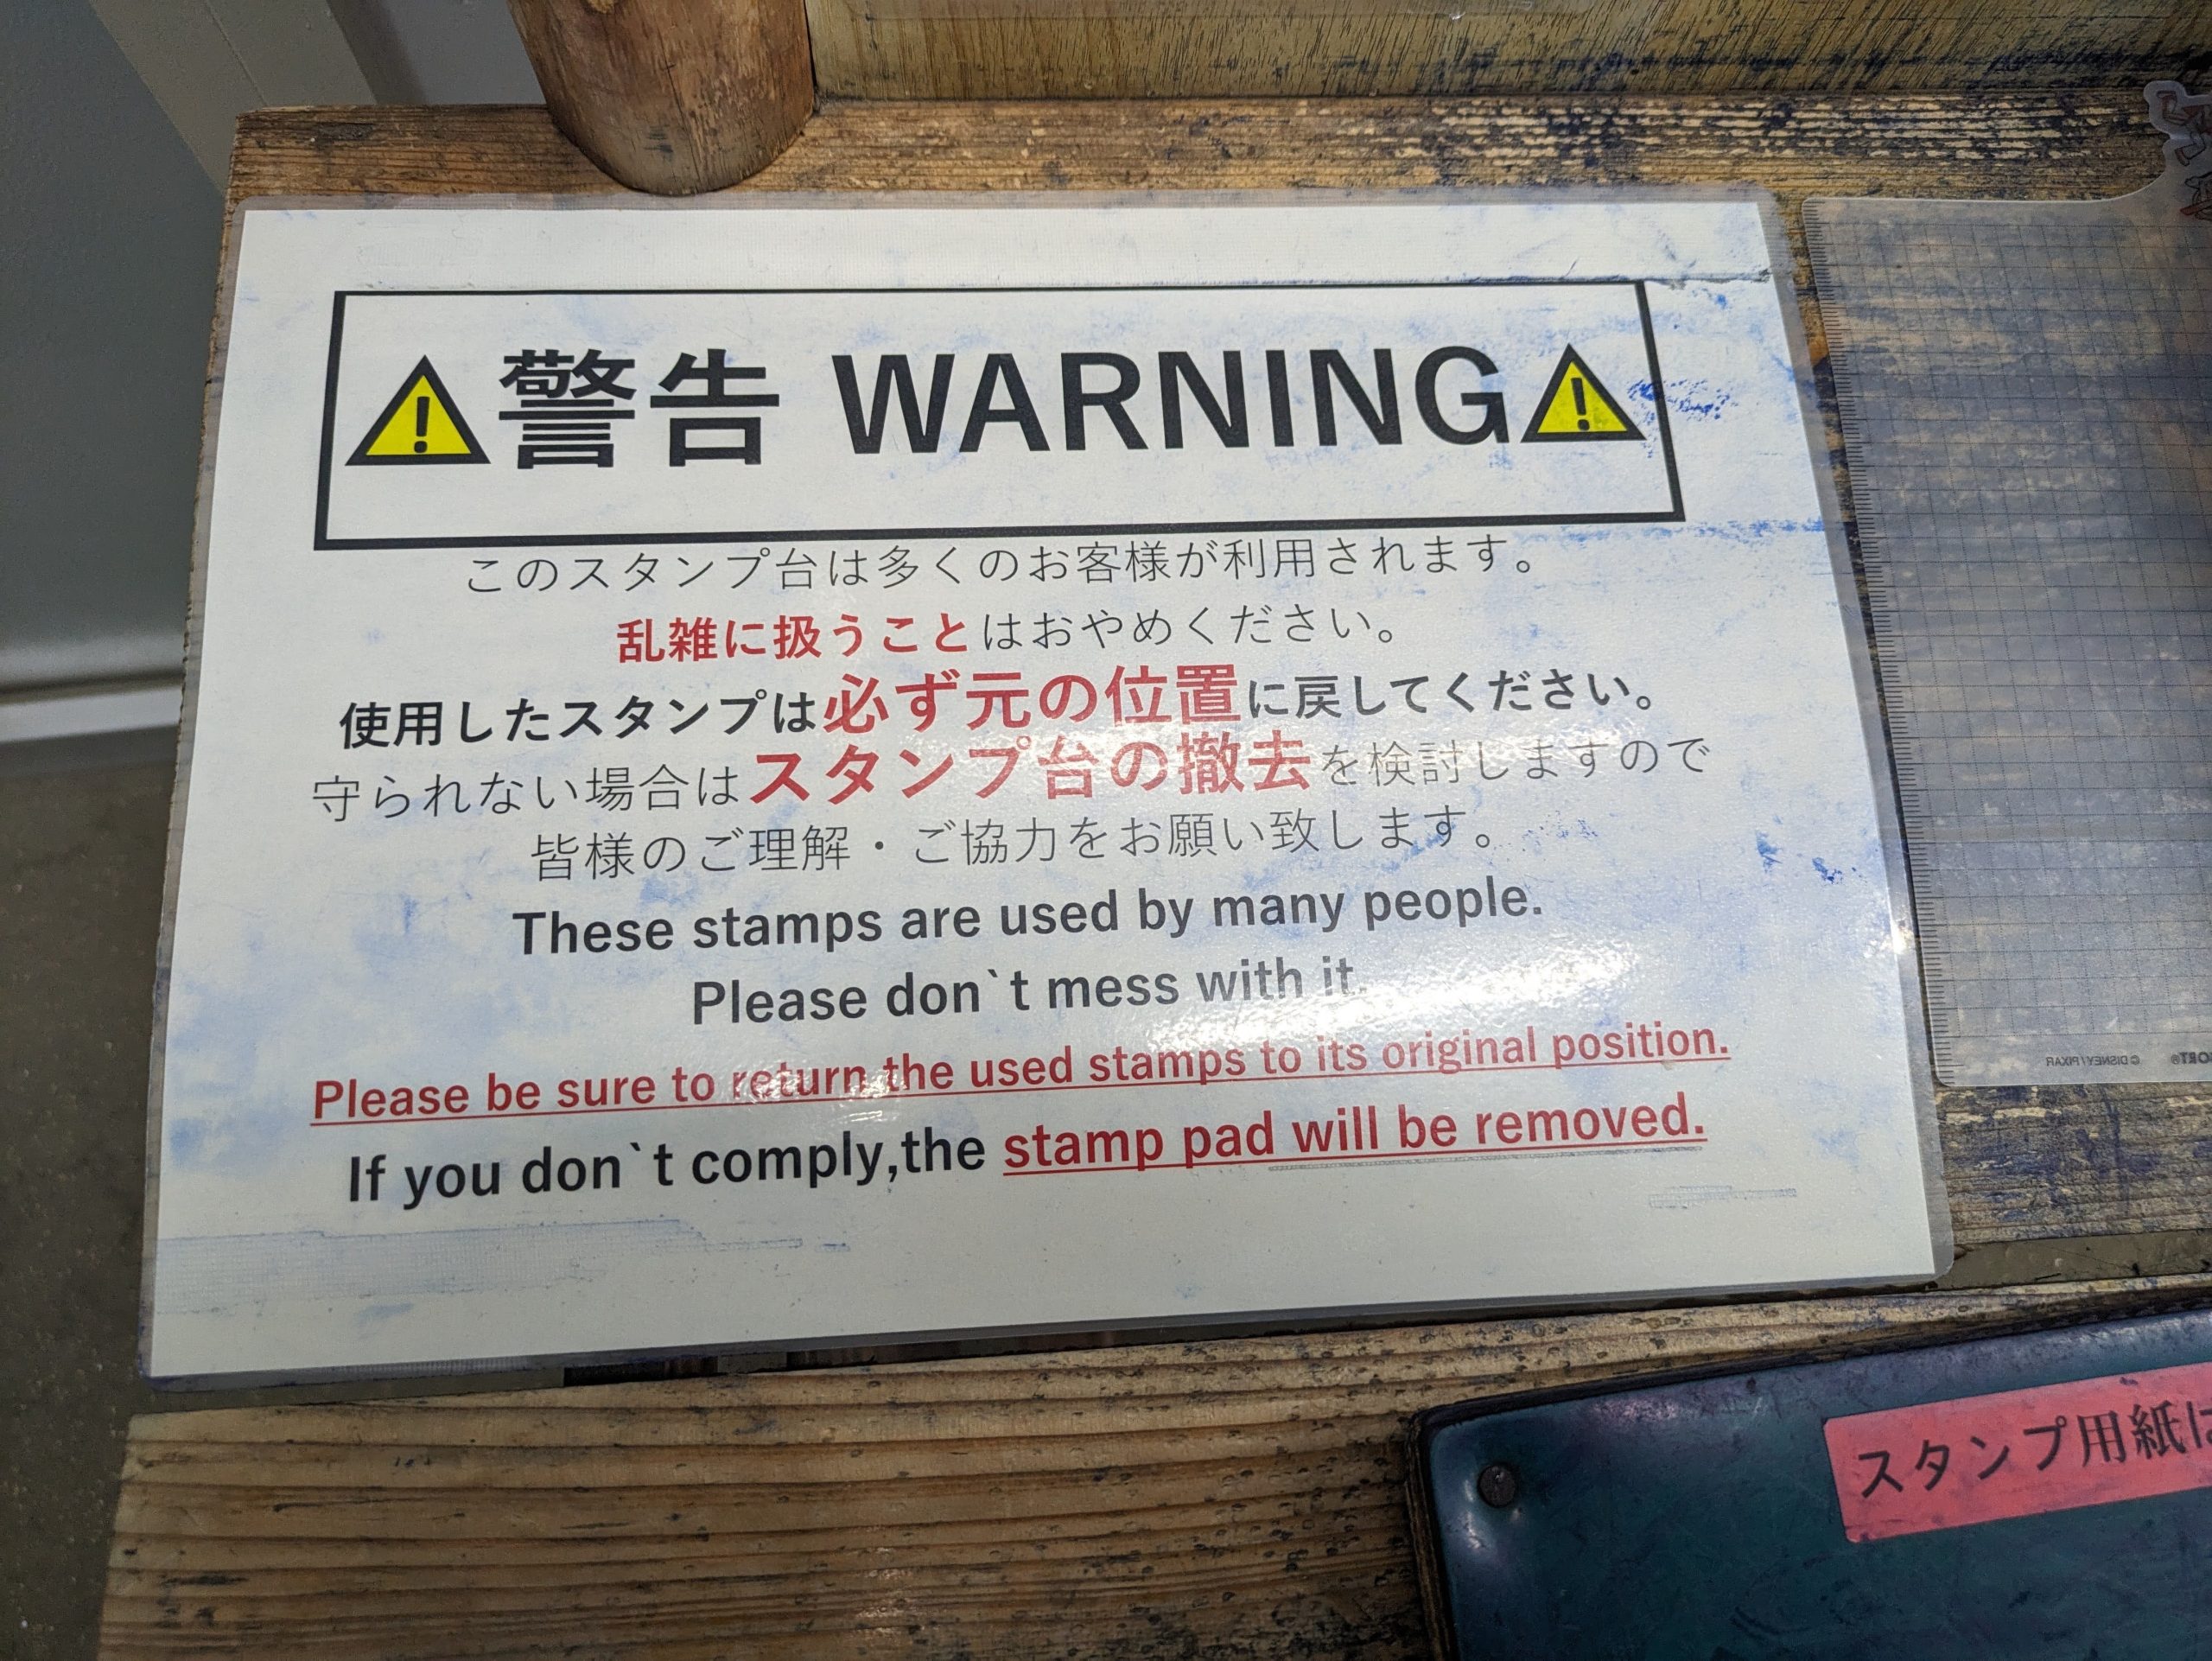 警告 WARNING
このスタンプ台は多くのお客様が利用されます。
乱雑に扱うことはおやめください。
使用したスタンプは必ず元の位置に戻してください。
守られない場合はスタンプ台の撤去を検討しますので
皆様のご理解・ご協力をお願い致します。
These stamps are used by many people.
Please don`t mess with it.
Please be sure to return the used stamps to its original position.
If you don`t comply,the stamp pad will be removed.
© DISNEY/PIXAR
スタンプ用紙は